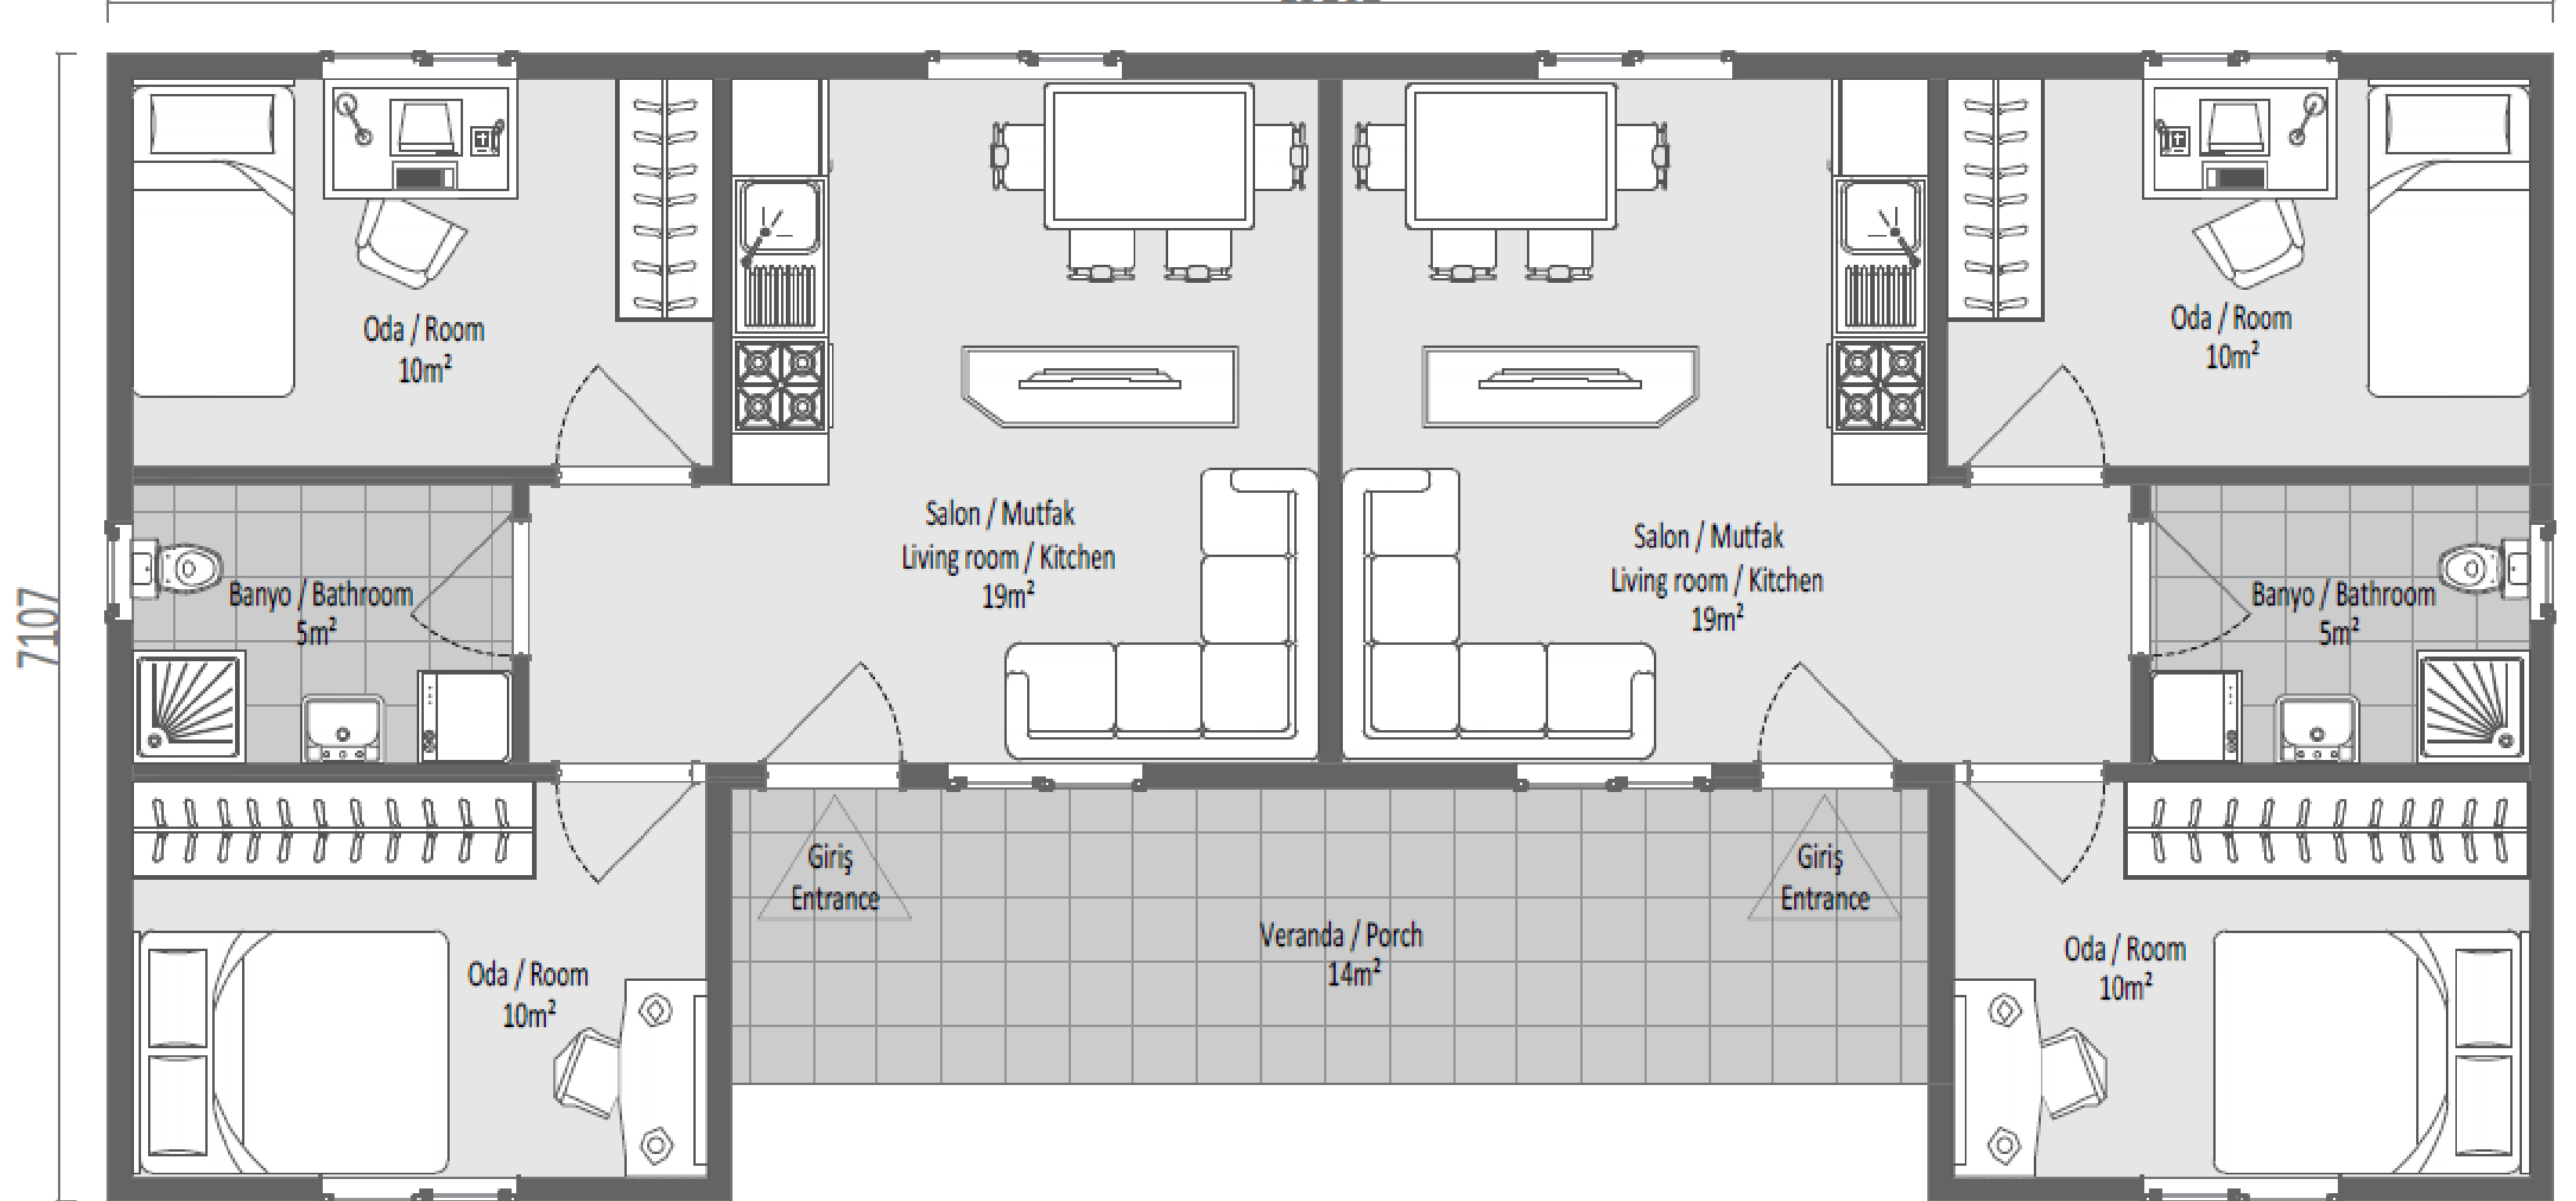 Oda / Room
10m²
Oda / Room
10m²
Salon / Mutfak
Living room / Kitchen
19m²
Salon / Mutfak
Living room / Kitchen
19m²
7107
Banyo / Bathroom
5m²
Banyo / Bathroom
5m²
Giriş
Entrance
Giriş
Entrance
Veranda / Porch
14m²
Oda / Room
10m²
Oda / Room
10m²